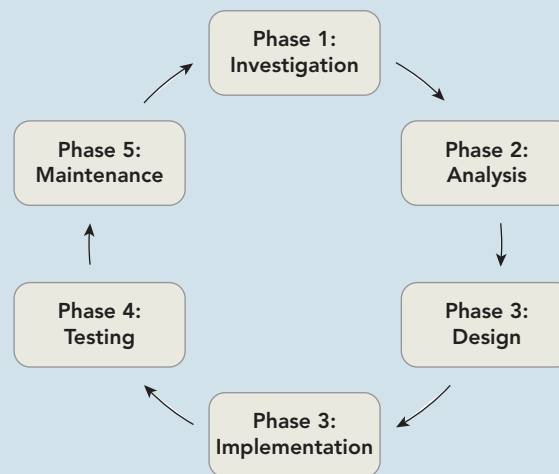 Phase 1:
Investigation
Phase 2:
Analysis
Phase 3:
Design
Phase 3:
Implementation
Phase 4:
Testing
Phase 5:
Maintenance